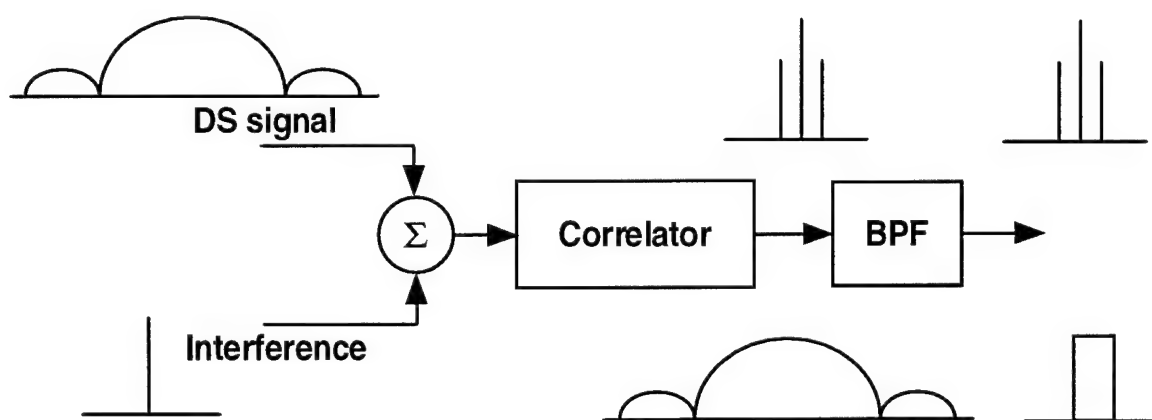 DS signal
Σ
Correlator
BPF
Interference